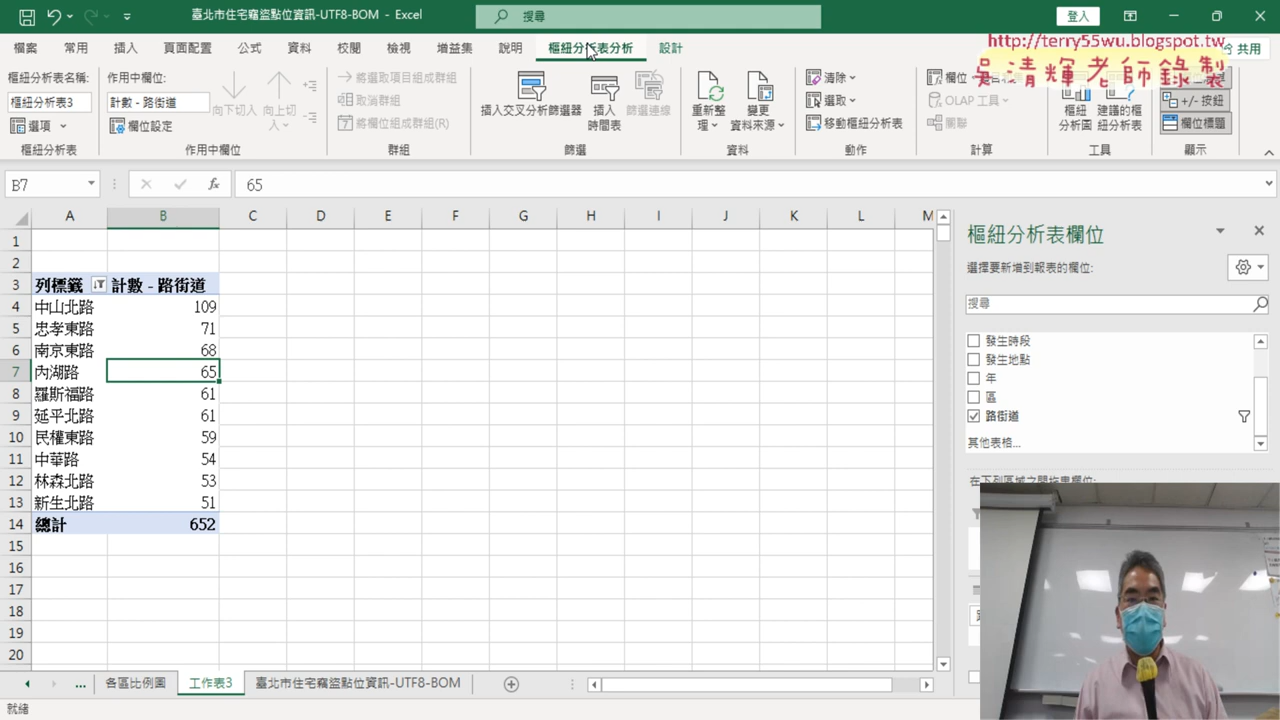 臺北市住宅竊盜點位資訊-UTF8-BOM - Excel
搜尋
登入
檔案 常用 插入 頁面配置 公式 資料 校閱 檢視 增益集 說明 樞紐分析表分析 設計
共用
http://terry55wu.blogspot.tw
吳清輝老師錄製
樞紐分析表名稱:
樞紐分析表3
選項
樞紐分析表
作用中欄位:
計數 - 路街道
欄位設定
向下切入
向上切入
作用中欄位
將選取項目組成群組
取消群組
將欄位組成群組(R)
群組
插入交叉分析篩選器
插入時間表
篩選連線
篩選
重新整理
變更資料來源
資料
清除
選取
移動樞紐分析表
動作
欄位
OLAP 工具
關聯
計算
樞紐分析圖
建議的樞紐分析表
工具
+/- 按鈕
欄位標題
顯示
B7
fx
65
A B C D E F G H I J K L M
1
2
3 列標籤 計數 - 路街道
4 中山北路 109
5 忠孝東路 71
6 南京東路 68
7 內湖路 65
8 羅斯福路 61
9 延平北路 61
10 民權東路 59
11 中華路 54
12 林森北路 53
13 新生北路 51
14 總計 652
15
16
17
18
19
20
樞紐分析表欄位
選擇要新增到報表的欄位:
搜尋
發生時段
發生地點
年
區
路街道
其他表格...
在下列區域之間拖曳欄位:
... 各區比例圖 工作表3 臺北市住宅竊盜點位資訊-UTF8-BOM
就緒